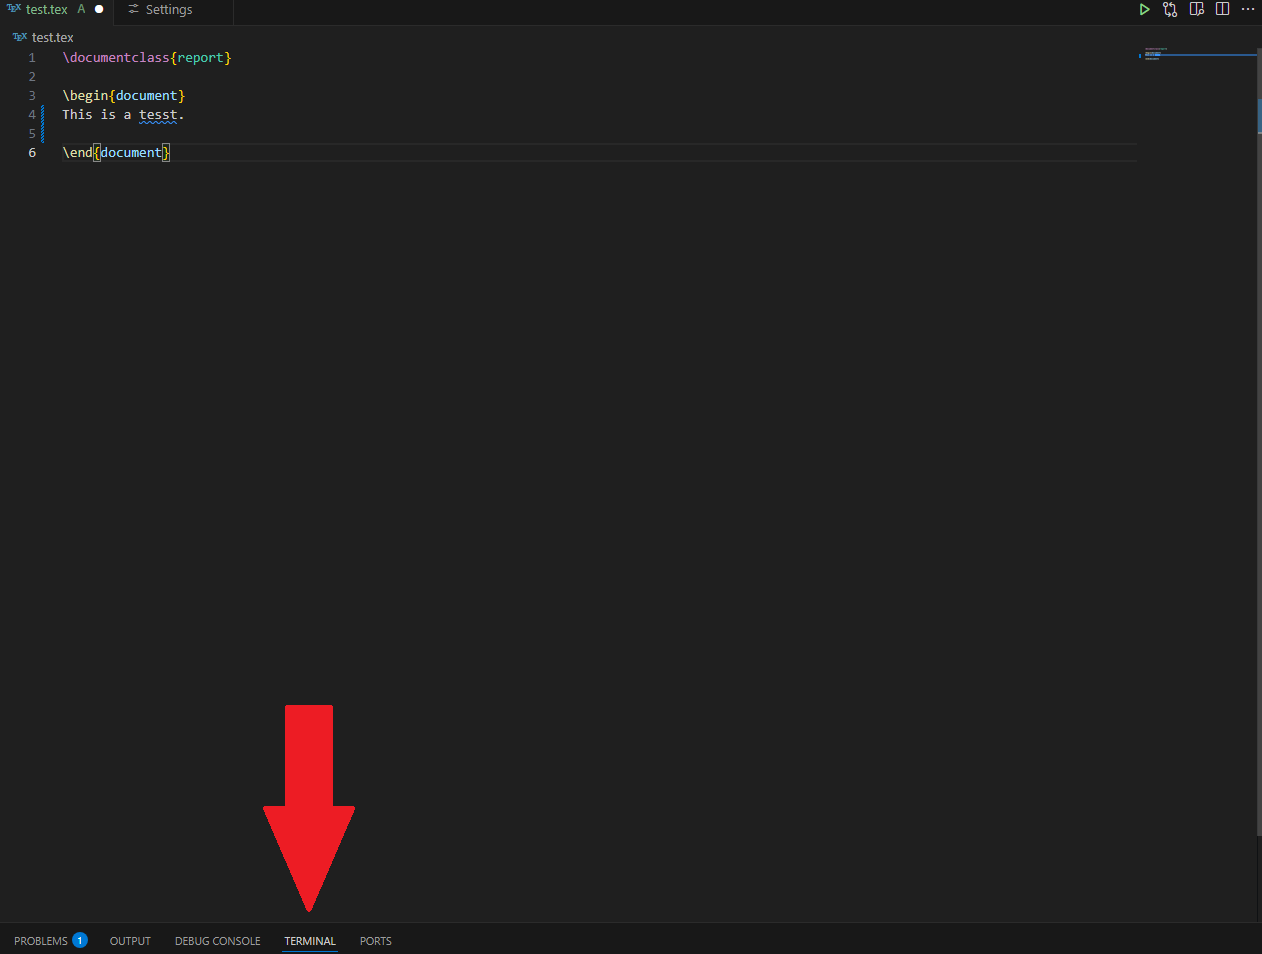 TEX test.tex A Settings
TEX test.tex
1 \documentclass{report}
2
3 \begin{document}
4 This is a tesst.
5
6 \end{document}
PROBLEMS 1 OUTPUT DEBUG CONSOLE TERMINAL PORTS